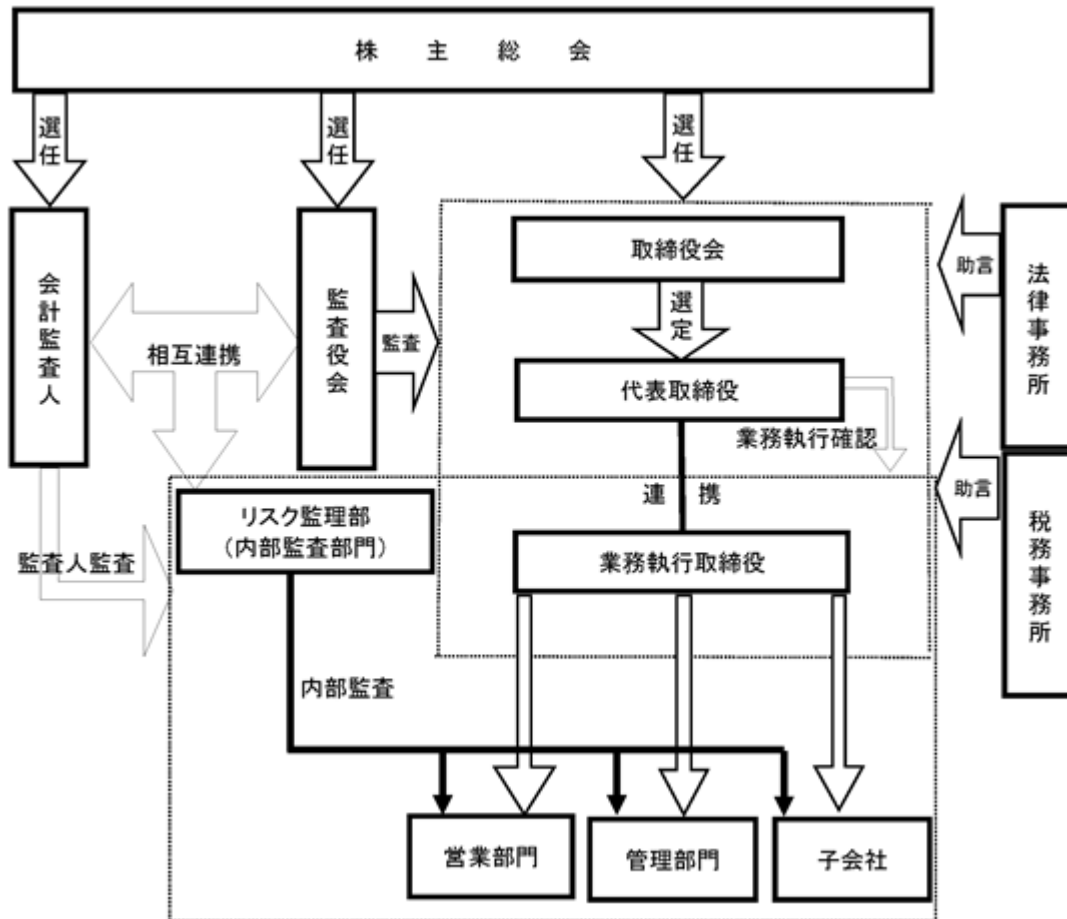 株主総会
選任
選任
選任
会計監査人
相互連携
監査役会
監査
取締役会
選定
代表取締役
業務執行確認
助言
法律事務所
連携
助言
税務事務所
リスク監理部
（内部監査部門）
業務執行取締役
監査人監査
内部監査
営業部門
管理部門
子会社